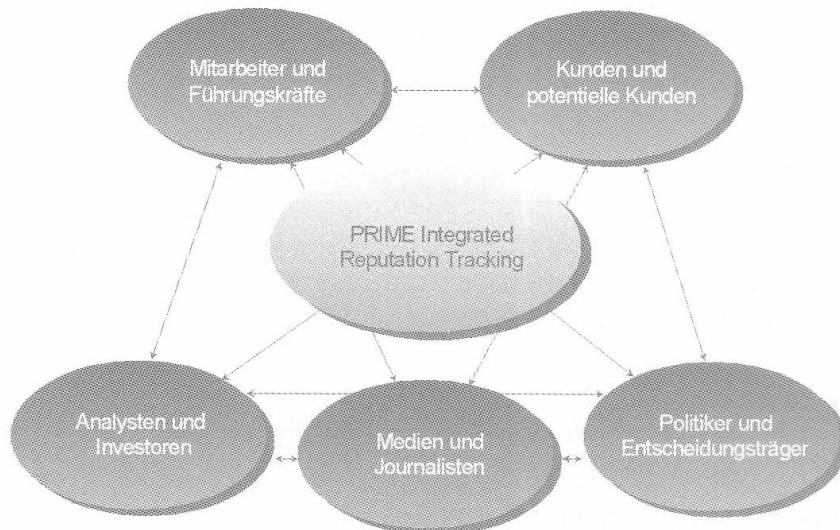 Mitarbeiter und
Führungskräfte
Kunden und
potentielle Kunden
PRIME Integrated
Reputation Tracking
Analysten und
Investoren
Medien und
Journalisten
Politiker und
Entscheidungsträger